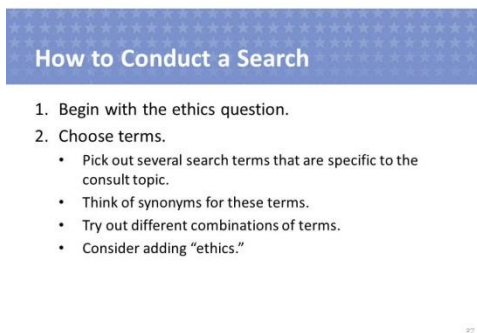 How to Conduct a Search
1. Begin with the ethics question.
2. Choose terms.
• Pick out several search terms that are specific to the
consult topic.
• Think of synonyms for these terms.
• Try out different combinations of terms.
• Consider adding “ethics.”